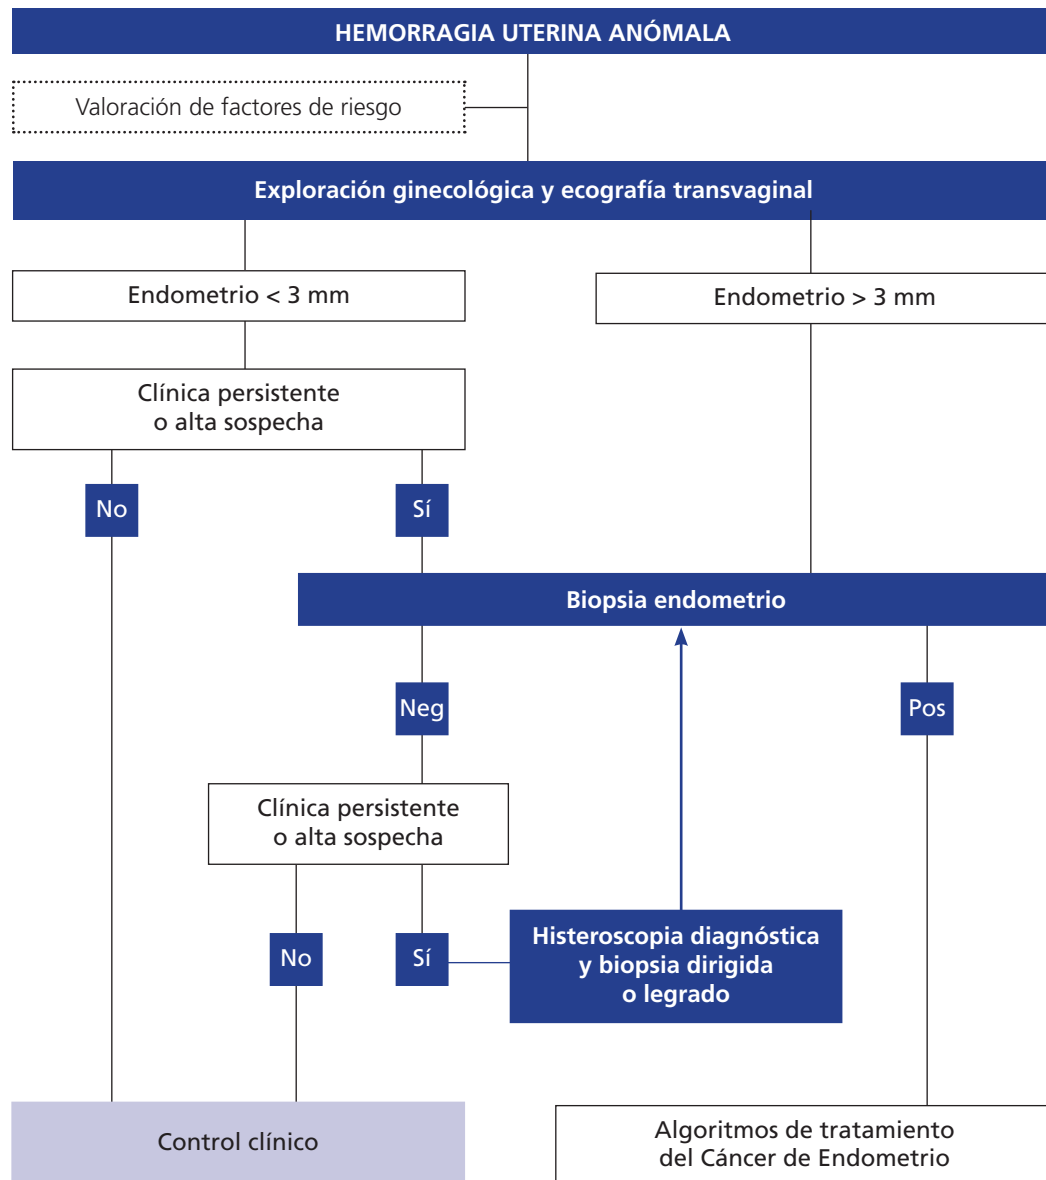 HEMORRAGIA UTERINA ANÓMALA
Valoración de factores de riesgo
Exploración ginecológica y ecografía transvaginal
Endometrio < 3 mm
Endometrio > 3 mm
Clínica persistente
o alta sospecha
No
Sí
Biopsia endometrio
Neg
Pos
Clínica persistente
o alta sospecha
No
Sí
Histeroscopia diagnóstica
y biopsia dirigida
o legrado
Control clínico
Algoritmos de tratamiento
del Cáncer de Endometrio